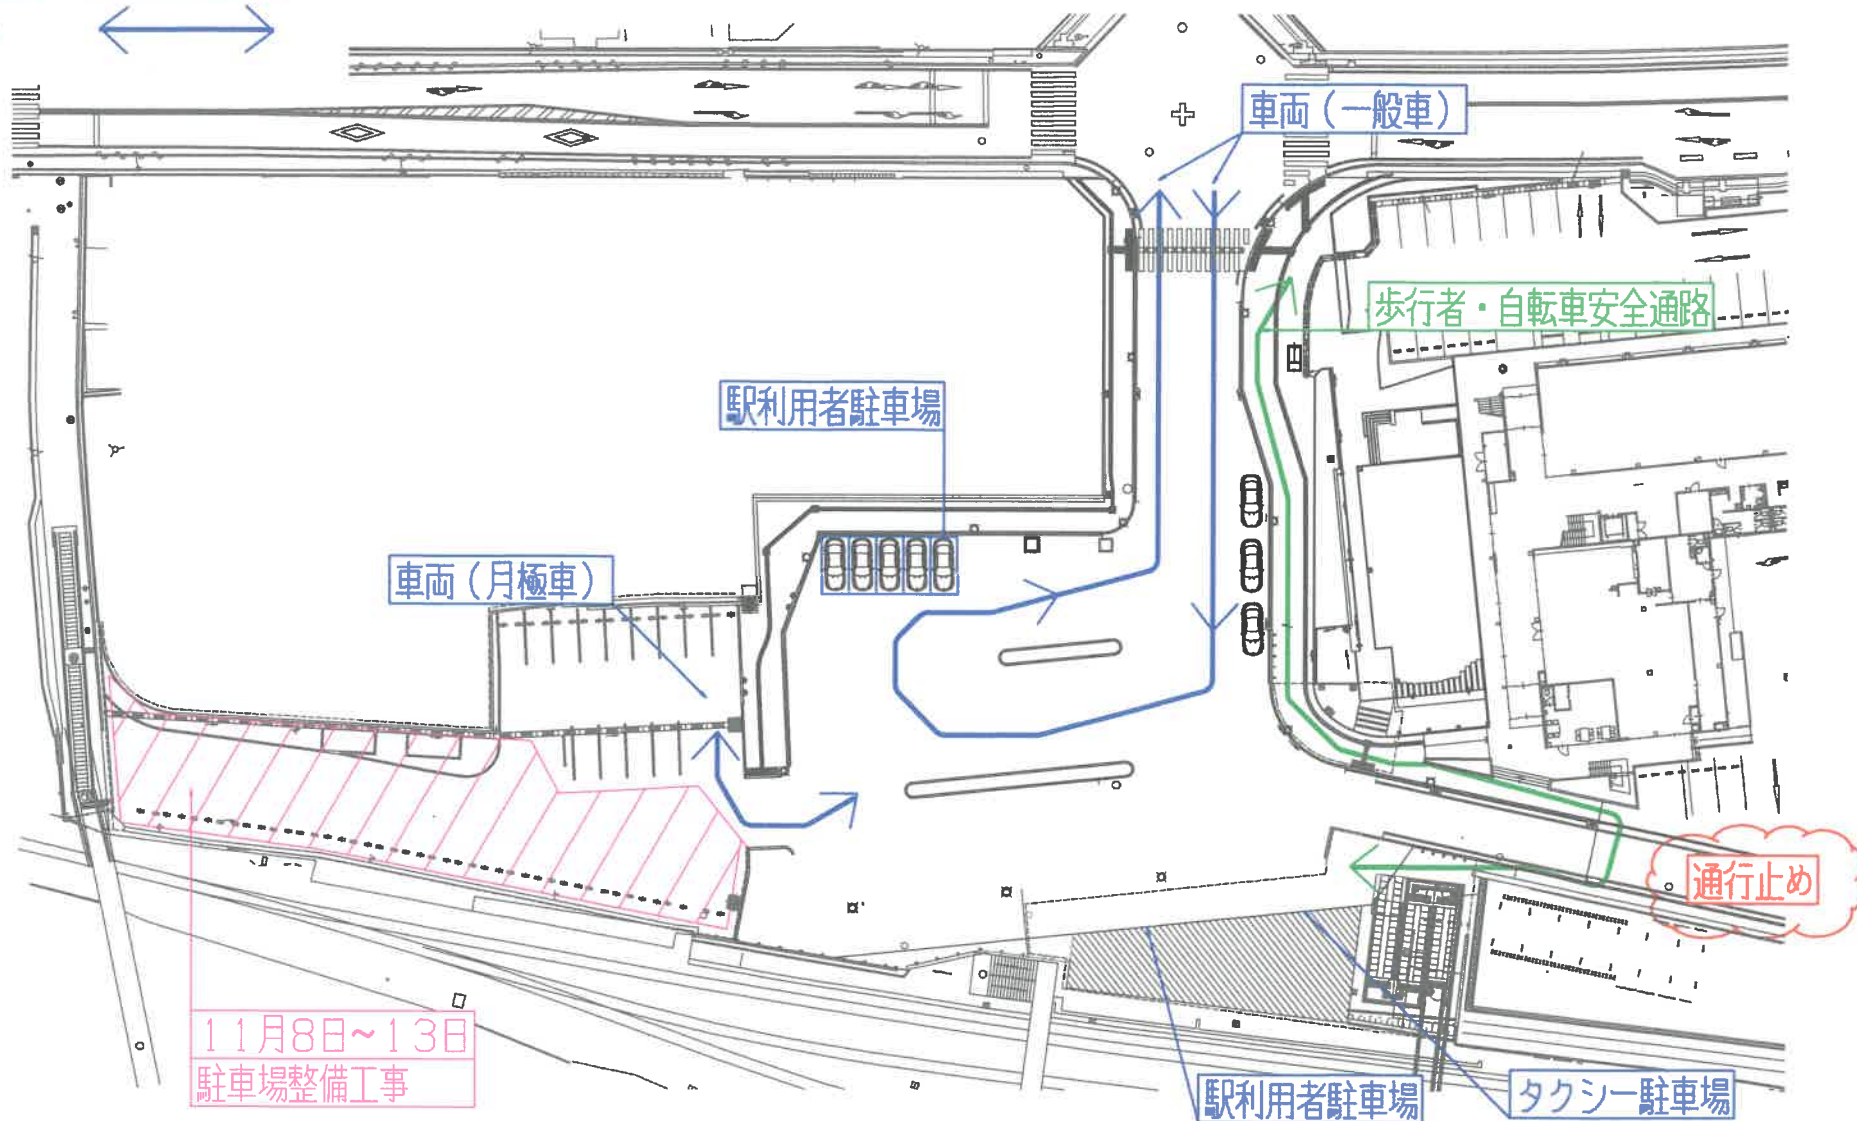 車両（一般車）
歩行者・自転車安全通路
駅利用者駐車場
車両（月極車）
通行止め
11月8日~13日
駐車場整備工事
駅利用者駐車場
タクシー駐車場